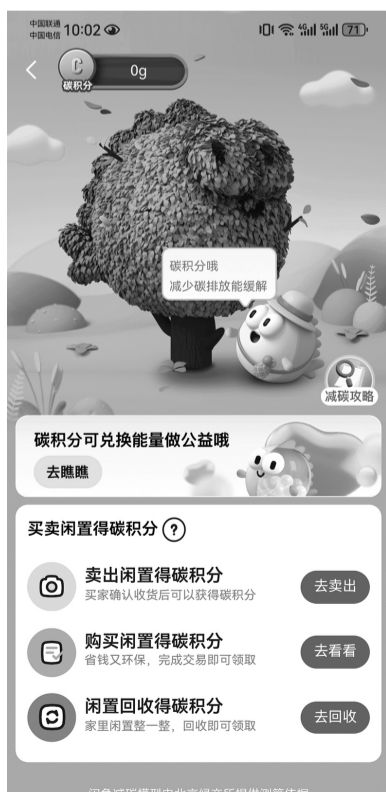 中国联通
中国电信 10:02 4G 5G 71
C 0g
碳积分
碳积分哦
减少碳排放能缓解
减碳攻略
碳积分可兑换能量做公益哦
去瞧瞧
买卖闲置得碳积分 ?
卖出闲置得碳积分
买家确认收货后可以获得碳积分
去卖出
购买闲置得碳积分
省钱又环保，完成交易即可领取
去看看
闲置回收得碳积分
家里闲置整一整，回收即可领取
去回收